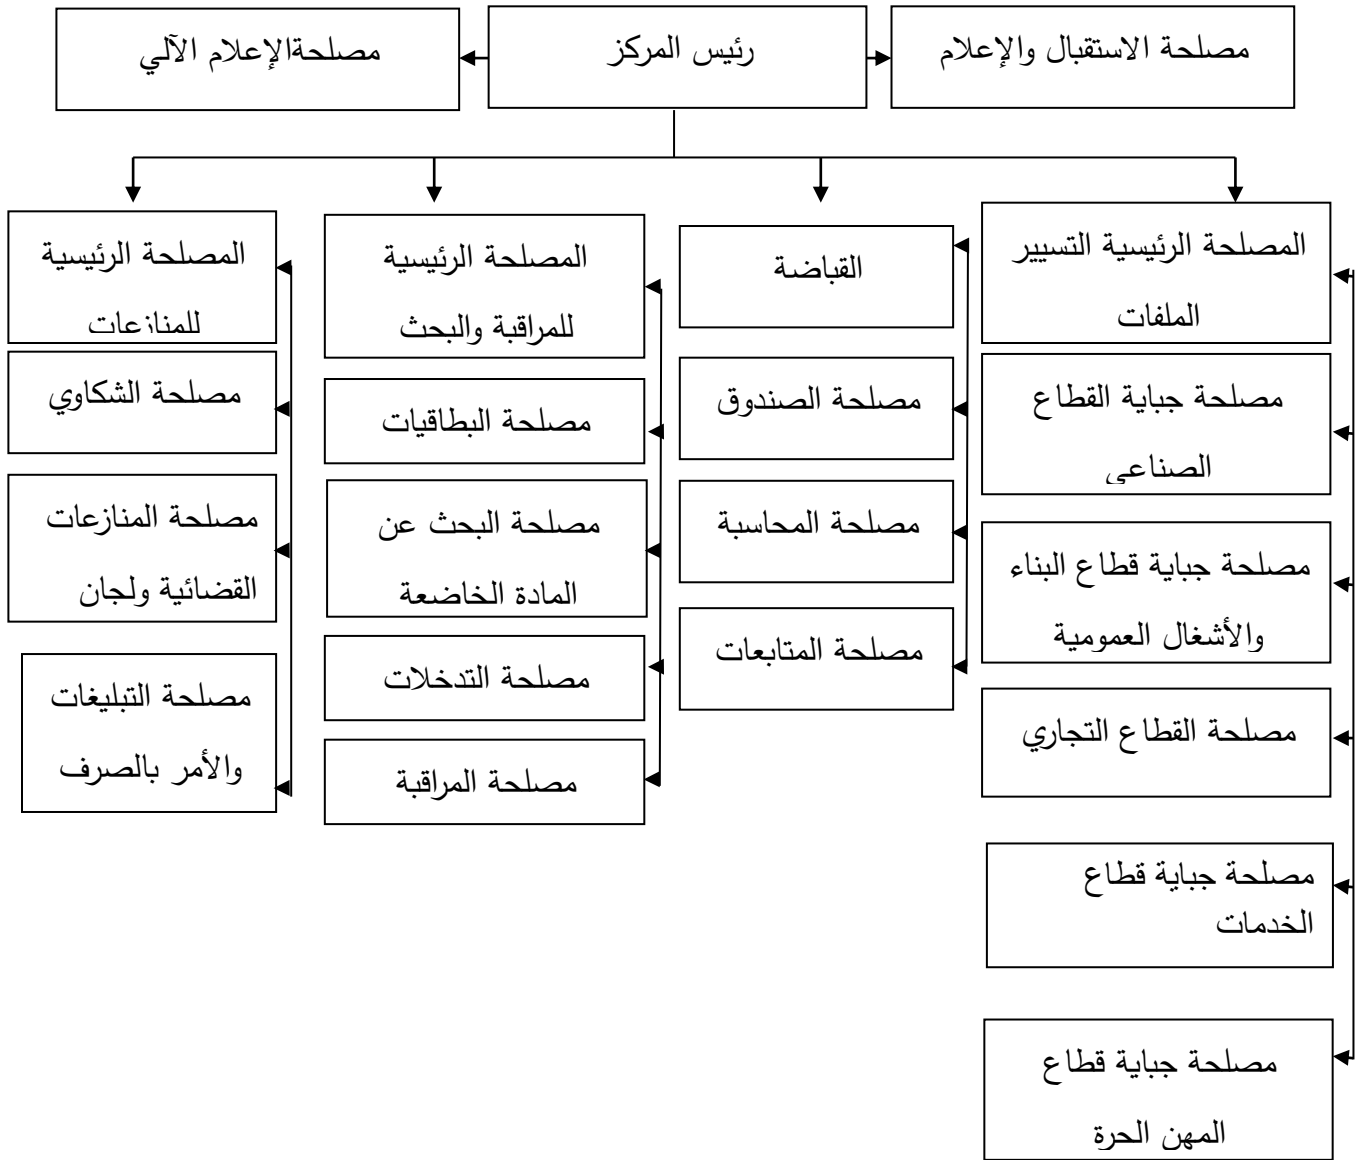 مصلحة الاستقبال والإعلام
رئيس المركز
مصلحةالإعلام الآلي
المصلحة الرئيسية التسيير
الملفات
مصلحة جباية القطاع
الصناعي
مصلحة جباية قطاع البناء
والأشغال العمومية
مصلحة القطاع التجاري
مصلحة جباية قطاع
الخدمات
مصلحة جباية قطاع
المهن الحرة
القباضة
مصلحة الصندوق
مصلحة المحاسبة
مصلحة المتابعات
المصلحة الرئيسية
للمراقبة والبحث
مصلحة البطاقيات
مصلحة البحث عن
المادة الخاضعة
مصلحة التدخلات
مصلحة المراقبة
المصلحة الرئيسية
للمنازعات
مصلحة الشكاوي
مصلحة المنازعات
القضائية ولجان
مصلحة التبليغات
والأمر بالصرف